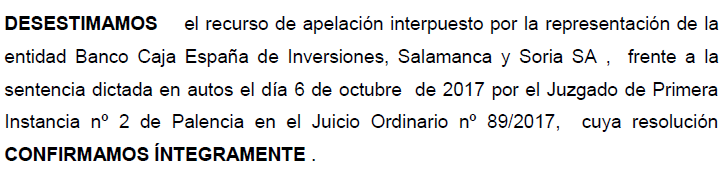 DESESTIMAMOS el recurso de apelación interpuesto por la representación de la
entidad Banco Caja España de Inversiones, Salamanca y Soria SA , frente a la
sentencia dictada en autos el día 6 de octubre de 2017 por el Juzgado de Primera
Instancia nº 2 de Palencia en el Juicio Ordinario nº 89/2017, cuya resolución
CONFIRMAMOS ÍNTEGRAMENTE .